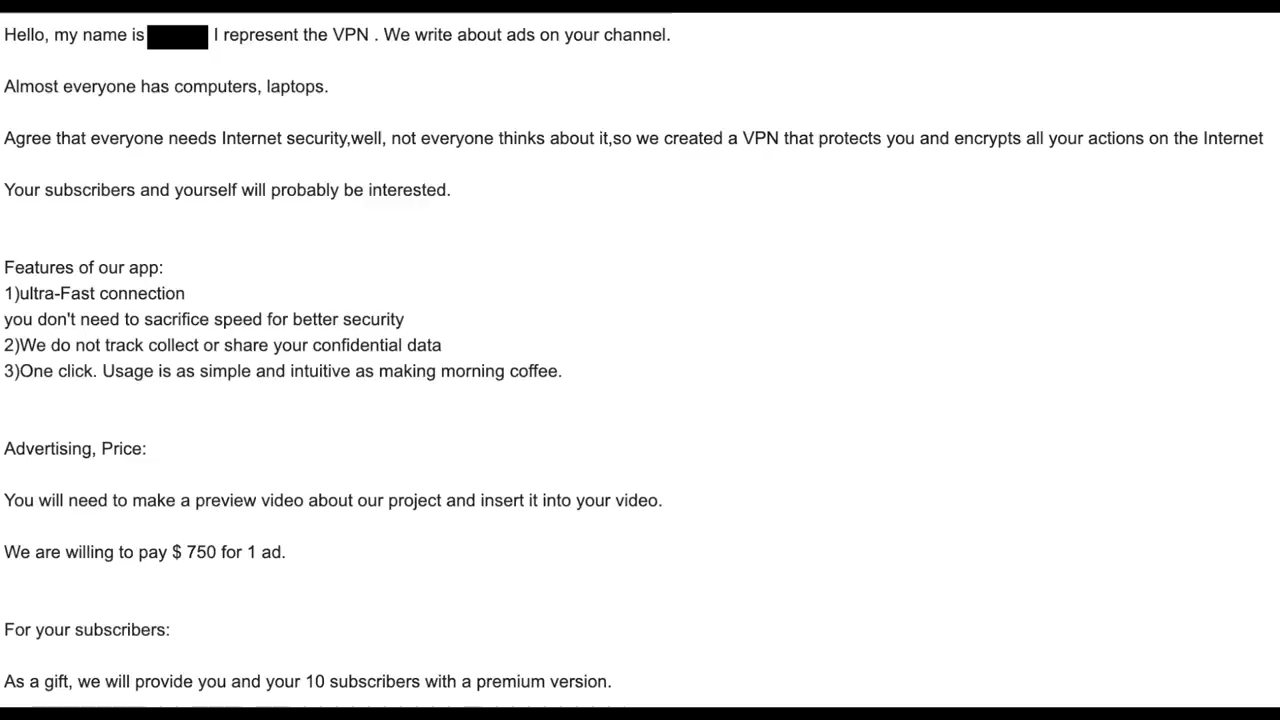 Hello, my name is I represent the VPN . We write about ads on your channel.
Almost everyone has computers, laptops.
Agree that everyone needs Internet security,well, not everyone thinks about it,so we created a VPN that protects you and encrypts all your actions on the Internet
Your subscribers and yourself will probably be interested.
Features of our app:
1)ultra-Fast connection
you don't need to sacrifice speed for better security
2)We do not track collect or share your confidential data
3)One click. Usage is as simple and intuitive as making morning coffee.
Advertising, Price:
You will need to make a preview video about our project and insert it into your video.
We are willing to pay $ 750 for 1 ad.
For your subscribers:
As a gift, we will provide you and your 10 subscribers with a premium version.